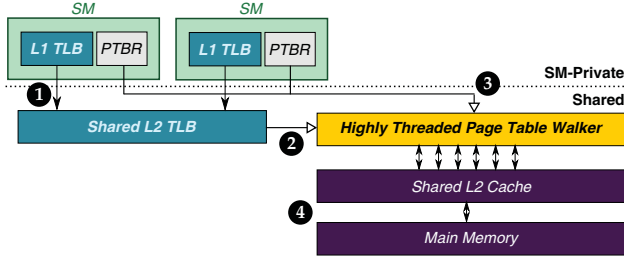 SM SM
L1 TLB PTBR L1 TLB PTBR
1 3 SM-Private
Shared
Shared L2 TLB 2 Highly Threaded Page Table Walker
Shared L2 Cache
4
Main Memory